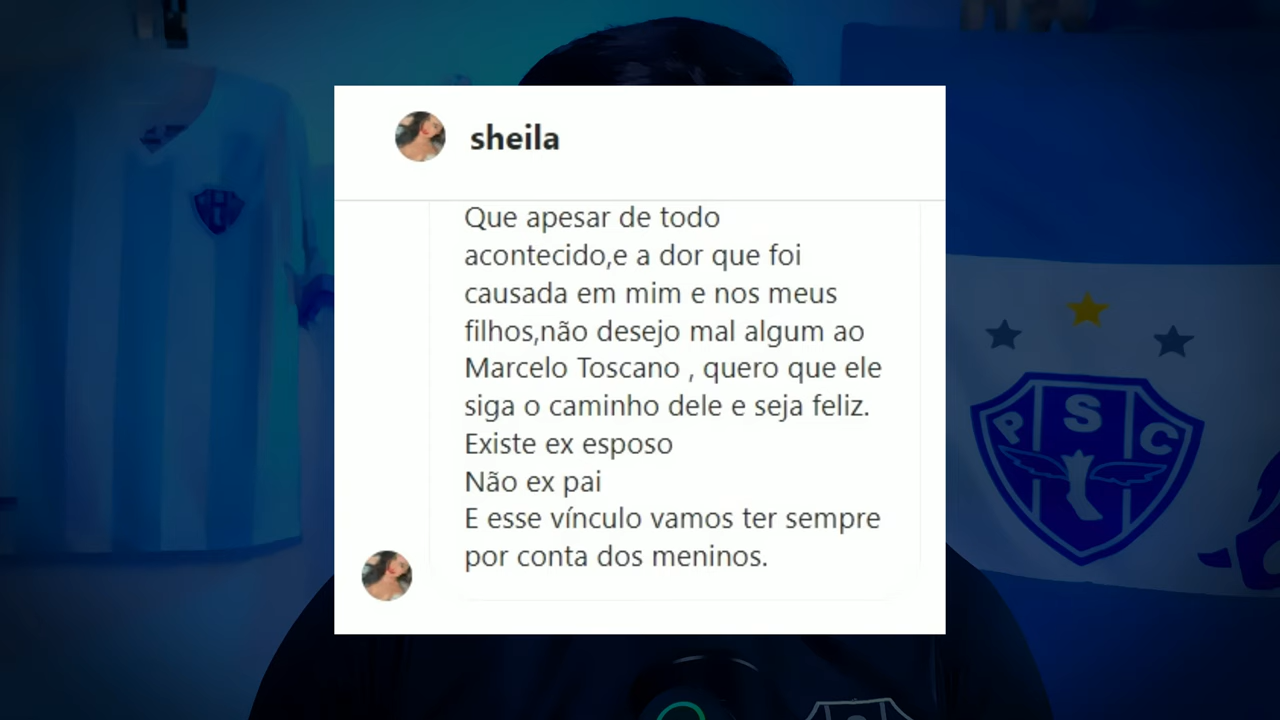 sheila
Que apesar de todo
acontecido,e a dor que foi
causada em mim e nos meus
filhos,não desejo mal algum ao
Marcelo Toscano , quero que ele
siga o caminho dele e seja feliz.
Existe ex esposo
Não ex pai
E esse vínculo vamos ter sempre
por conta dos meninos.
P S C